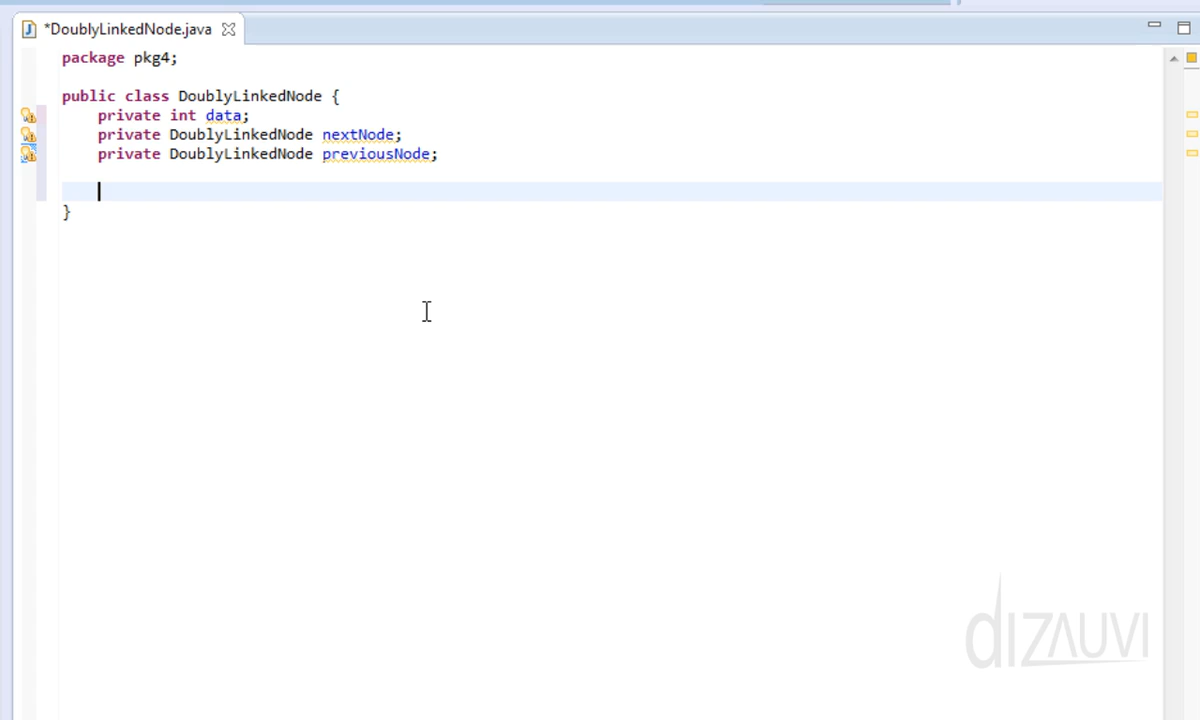 *DoublyLinkedNode.java
package pkg4;
public class DoublyLinkedNode {
private int data;
private DoublyLinkedNode nextNode;
private DoublyLinkedNode previousNode;
}
dizauvi